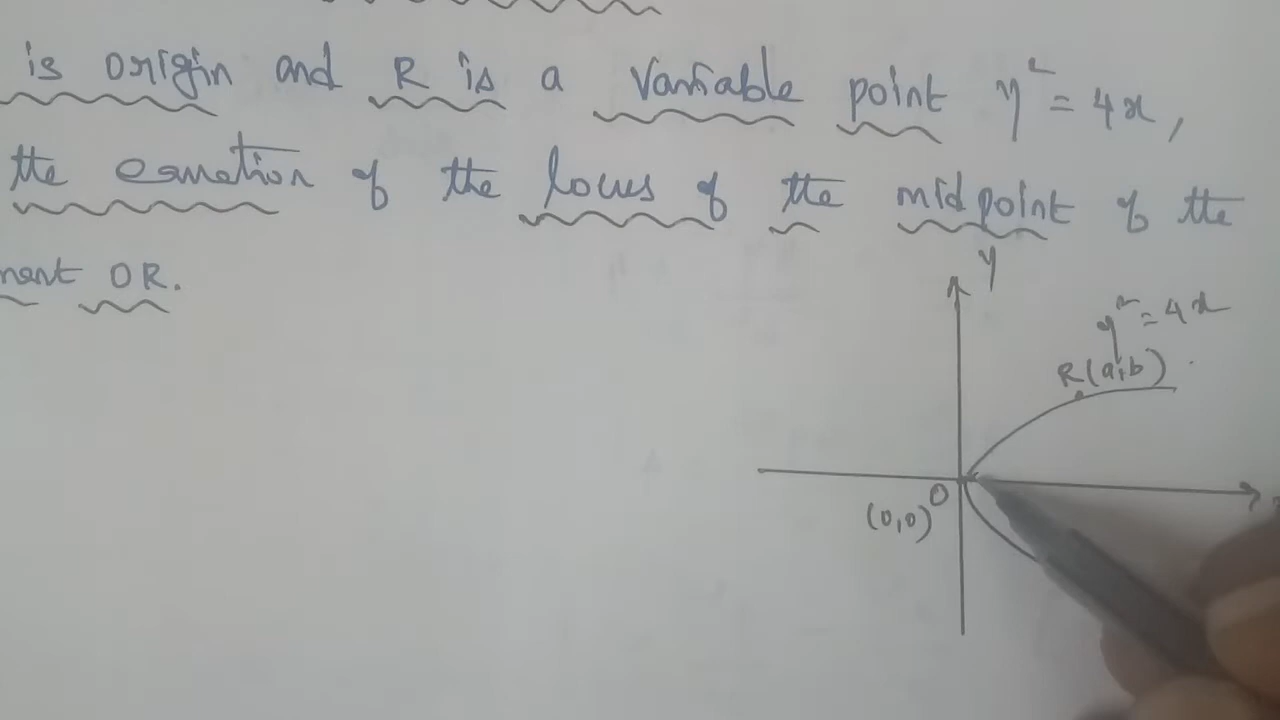 is origin and R is a variable point y² = 4x,
the equation of the locus of the midpoint of the
ment OR.
y
y² = 4x
R(a,b)
O
(0,0)